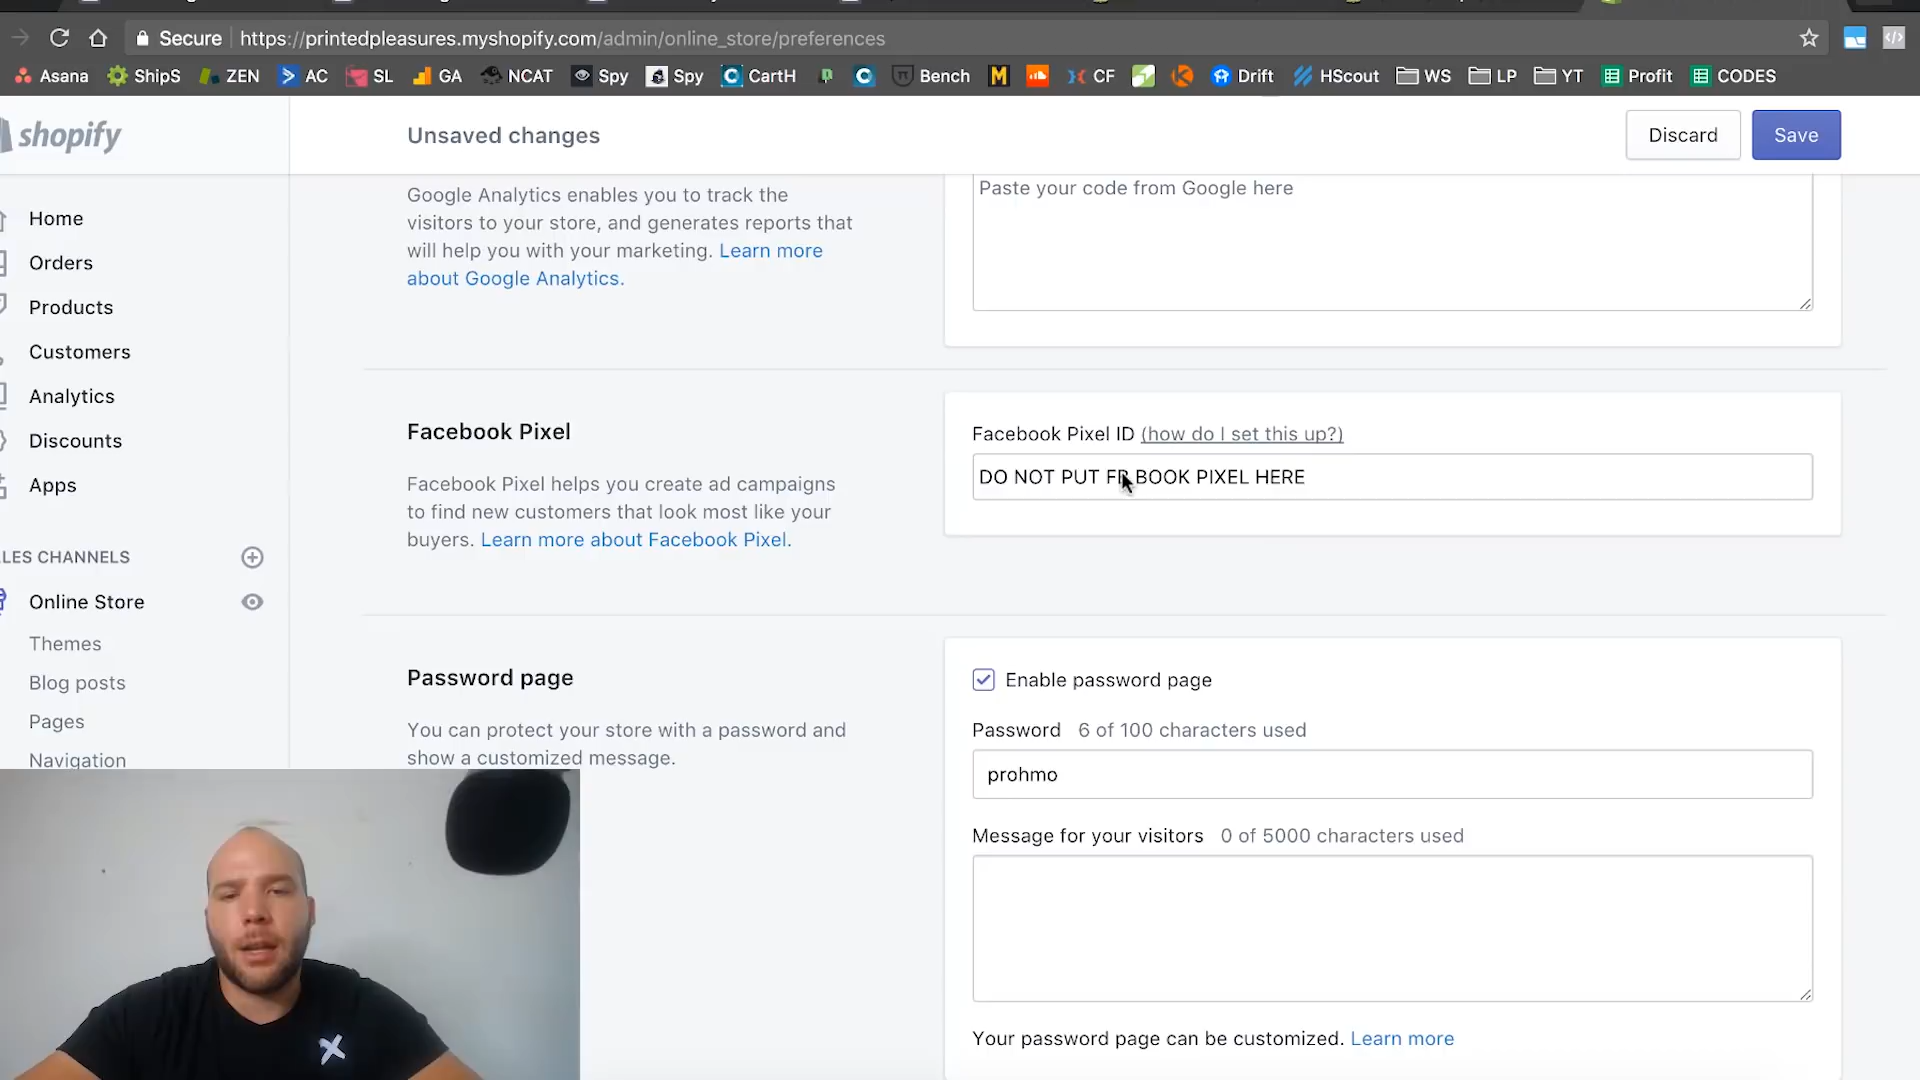 Secure https://printedpleasures.myshopify.com/admin/online_store/preferences
Asana ShipS ZEN AC SL GA NCAT Spy Spy CartH Bench CF Drift HScout WS LP YT Profit CODES
shopify
Unsaved changes
Discard
Save
Home
Orders
Products
Customers
Analytics
Discounts
Apps
LES CHANNELS
Online Store
Themes
Blog posts
Pages
Navigation
Google Analytics enables you to track the
visitors to your store, and generates reports that
will help you with your marketing. Learn more
about Google Analytics.
Paste your code from Google here
Facebook Pixel
Facebook Pixel helps you create ad campaigns
to find new customers that look most like your
buyers. Learn more about Facebook Pixel.
Facebook Pixel ID (how do I set this up?)
DO NOT PUT BOOK PIXEL HERE
Password page
You can protect your store with a password and
show a customized message.
Enable password page
Password 6 of 100 characters used
prohmo
Message for your visitors 0 of 5000 characters used
Your password page can be customized. Learn more